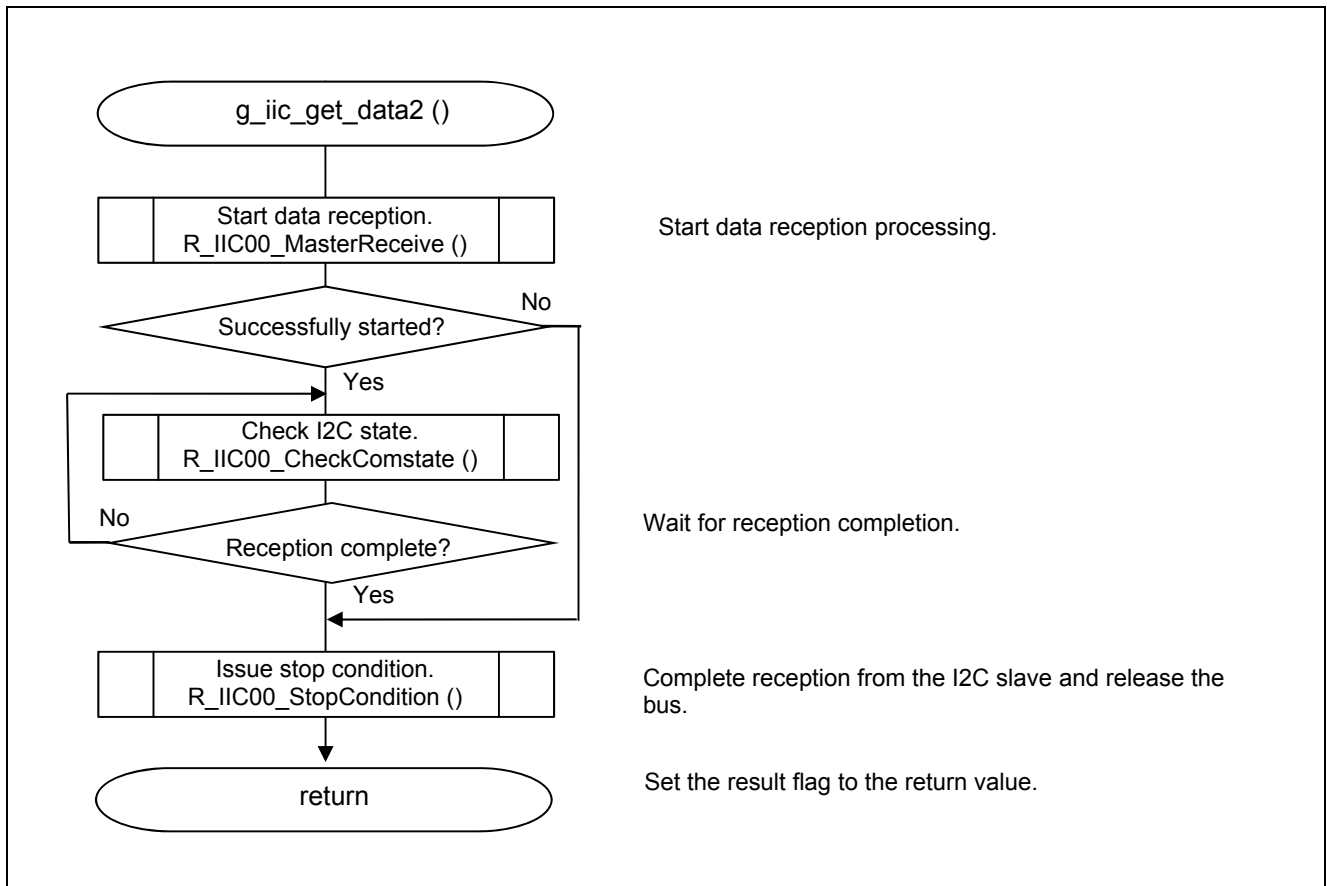 g_iic_get_data2 ()
Start data reception.
R_IIC00_MasterReceive ()
Start data reception processing.
No
Successfully started?
Yes
Check I2C state.
R_IIC00_CheckComstate ()
No
Wait for reception completion.
Reception complete?
Yes
Issue stop condition.
R_IIC00_StopCondition ()
Complete reception from the I2C slave and release the
bus.
return
Set the result flag to the return value.